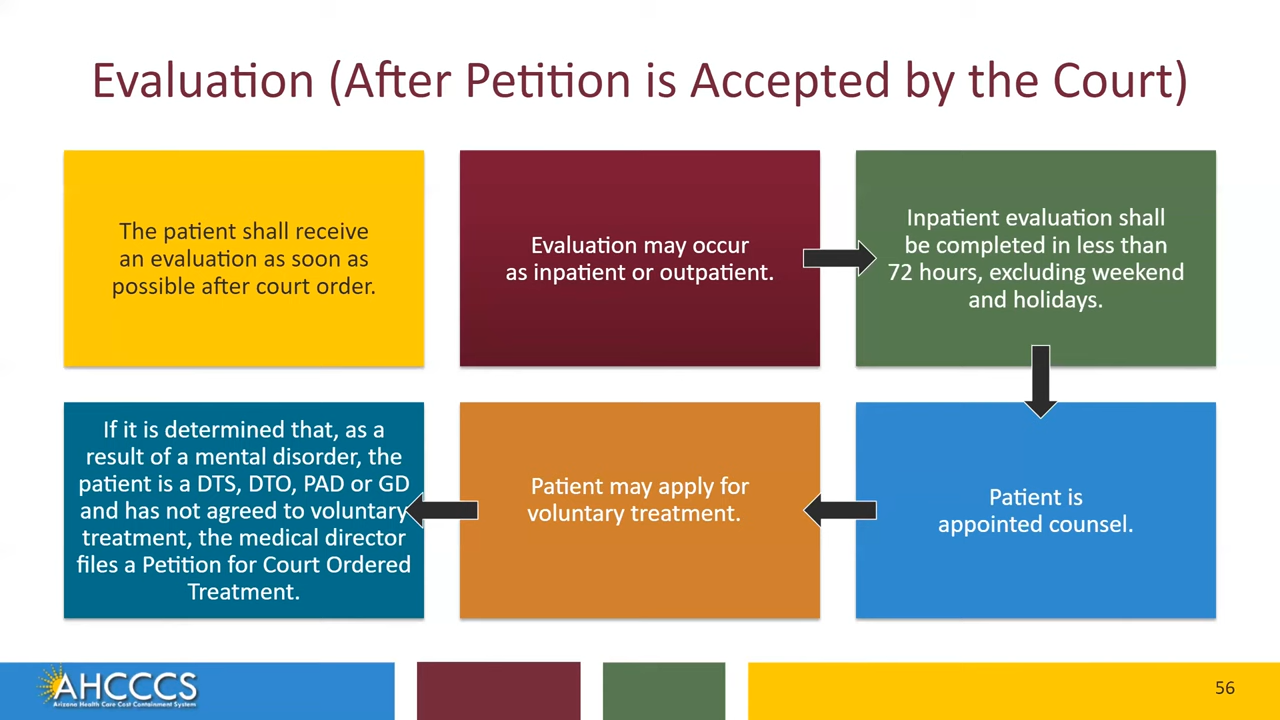 Evaluation (After Petition is Accepted by the Court)
The patient shall receive
an evaluation as soon as
possible after court order.
Evaluation may occur
as inpatient or outpatient.
Inpatient evaluation shall
be completed in less than
72 hours, excluding weekend
and holidays.
If it is determined that, as a
result of a mental disorder, the
patient is a DTS, DTO, PAD or GD
and has not agreed to voluntary
treatment, the medical director
files a Petition for Court Ordered
Treatment.
Patient may apply for
voluntary treatment.
Patient is
appointed counsel.
AHCCCS
Arizona Health Care Cost Containment System
56